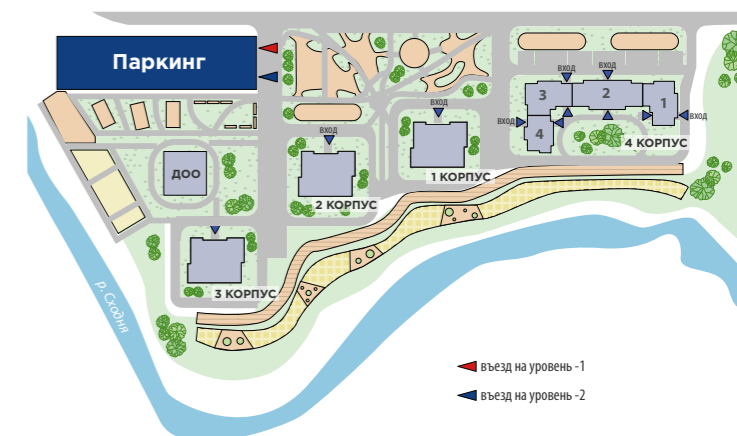 Паркинг
ВХОД
ВХОД
3
2
1
ВХОД
4
ВХОД
4 КОРПУС
ВХОД
ВХОД
ДОО
1 КОРПУС
2 КОРПУС
3 КОРПУС
р. Сходня
въезд на уровень -1
въезд на уровень -2